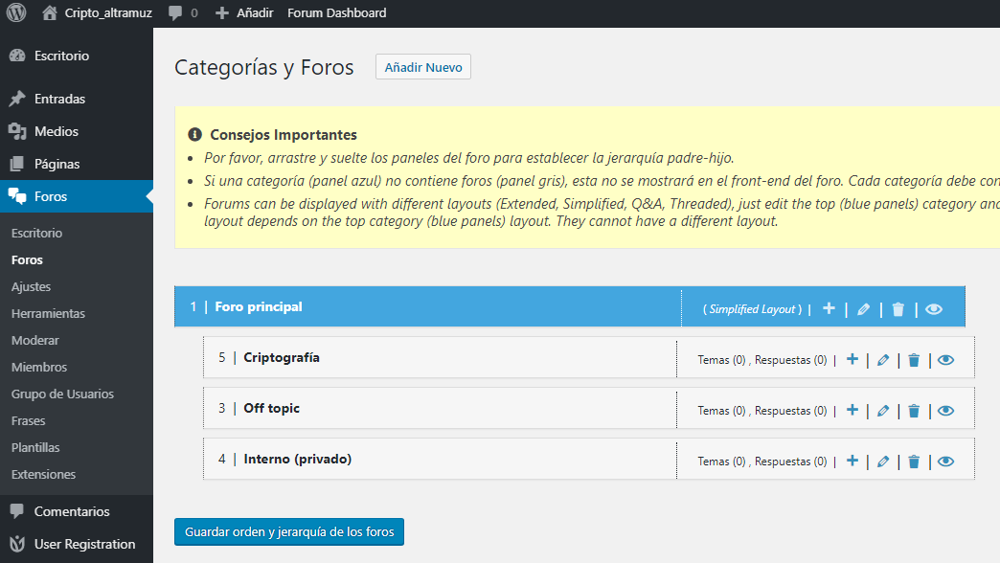 Cripto_altramuz 0 Añadir Forum Dashboard
Escritorio
Entradas
Medios
Páginas
Foros
Escritorio
Foros
Ajustes
Herramientas
Moderar
Miembros
Grupo de Usuarios
Frases
Plantillas
Extensiones
Comentarios
User Registration
Categorías y Foros Añadir Nuevo
Consejos Importantes
Por favor, arrastre y suelte los paneles del foro para establecer la jerarquía padre-hijo.
Si una categoría (panel azul) no contiene foros (panel gris), esta no se mostrará en el front-end del foro. Cada categoría debe con
Forums can be displayed with different layouts (Extended, Simplified, Q&A, Threaded), just edit the top (blue panels) category and
layout depends on the top category (blue panels) layout. They cannot have a different layout.
1 | Foro principal ( Simplified Layout ) | | | |
5 | Criptografía Temas (0) , Respuestas (0) | | | |
3 | Off topic Temas (0) , Respuestas (0) | | | |
4 | Interno (privado) Temas (0) , Respuestas (0) | | | |
Guardar orden y jerarquía de los foros